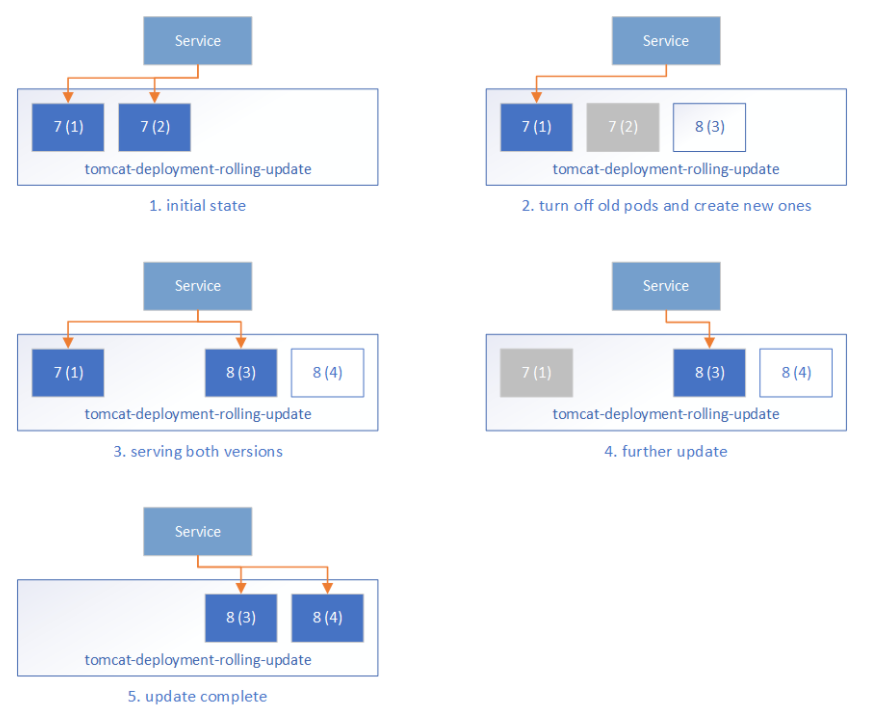 Service
7 (1) 7 (2)
tomcat-deployment-rolling-update
1. initial state
Service
7 (1) 7 (2) 8 (3)
tomcat-deployment-rolling-update
2. turn off old pods and create new ones
Service
7 (1) 8 (3) 8 (4)
tomcat-deployment-rolling-update
3. serving both versions
Service
7 (1) 8 (3) 8 (4)
tomcat-deployment-rolling-update
4. further update
Service
8 (3) 8 (4)
tomcat-deployment-rolling-update
5. update complete